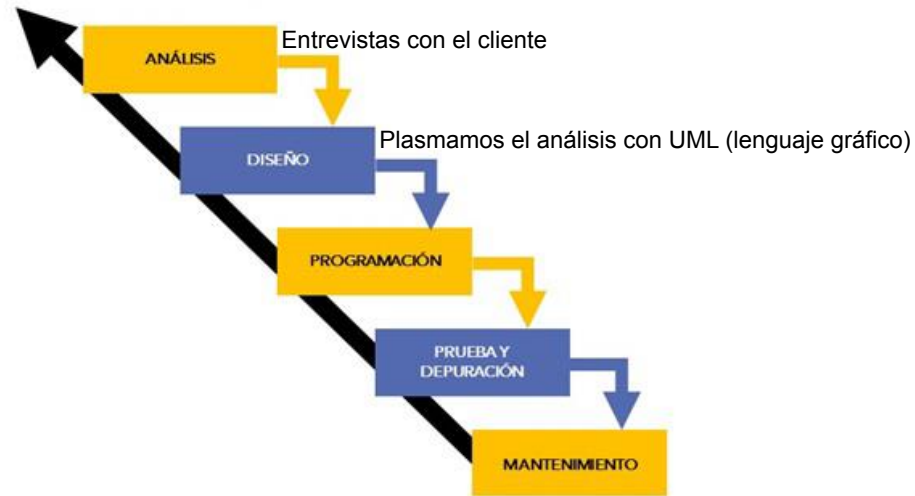 Entrevistas con el cliente
ANÁLISIS
Plasmamos el análisis con UML (lenguaje gráfico)
DISEÑO
PROGRAMACIÓN
PRUEBA Y
DEPURACIÓN
MANTENIMIENTO